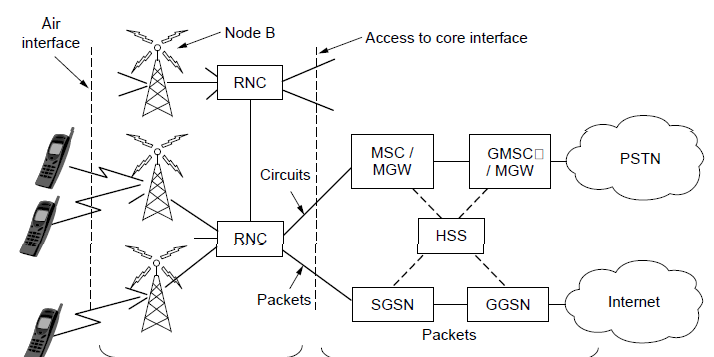 Air
interface
Node B
Access to core interface
RNC
MSC /
MGW
GMSC□
/ MGW
PSTN
Circuits
RNC
HSS
Packets
SGSN
GGSN
Internet
Packets